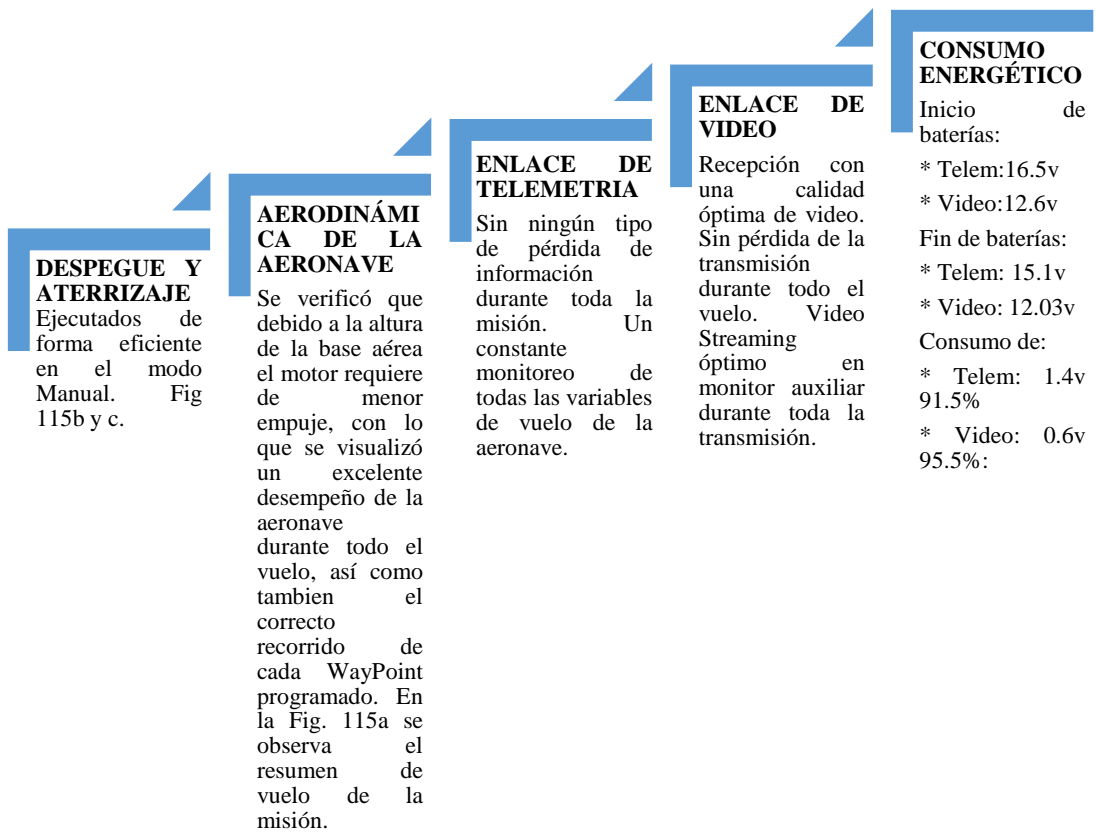 DESPEGUE Y
ATERRIZAJE
Ejecutados de
forma eficiente
en el modo
Manual. Fig
115b y c.
AERODINÁMI
CA DE LA
AERONAVE
Se verificó que
debido a la altura
de la base aérea
el motor requiere
de menor
empuje, con lo
que se visualizó
un excelente
desempeño de la
aeronave
durante todo el
vuelo, así como
tambien el
correcto
recorrido de
cada WayPoint
programado. En
la Fig. 115a se
observa el
resumen de
vuelo de la
misión.
ENLACE DE
TELEMETRIA
Sin ningún tipo
de pérdida de
información
durante toda la
misión. Un
constante
monitoreo de
todas las variables
de vuelo de la
aeronave.
ENLACE DE
VIDEO
Recepción con
una calidad
óptima de video.
Sin pérdida de la
transmisión
durante todo el
vuelo. Video
Streaming
óptimo en
monitor auxiliar
durante toda la
transmisión.
CONSUMO
ENERGÉTICO
Inicio de
baterías:
* Telem:16.5v
* Video:12.6v
Fin de baterías:
* Telem: 15.1v
* Video: 12.03v
Consumo de:
* Telem: 1.4v
91.5%
* Video: 0.6v
95.5%: